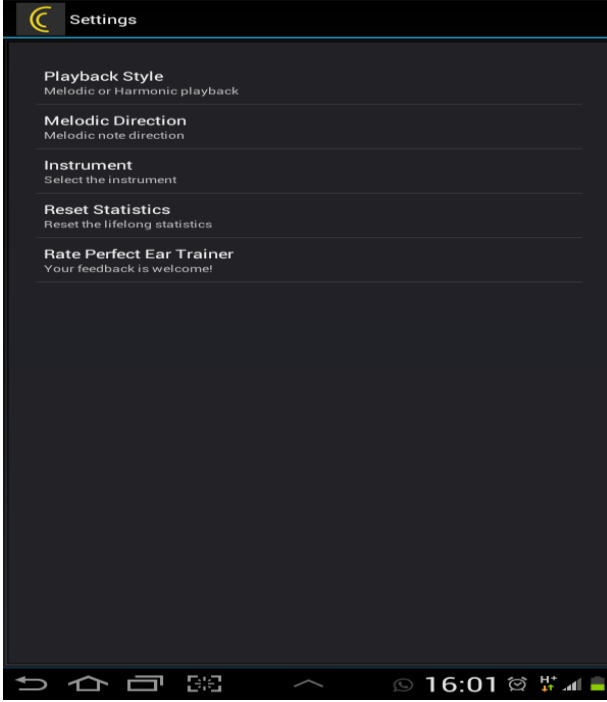 Settings
Playback Style
Melodic or Harmonic playback
Melodic Direction
Melodic note direction
Instrument
Select the instrument
Reset Statistics
Reset the lifelong statistics
Rate Perfect Ear Trainer
Your feedback is welcome!
16:01 H+